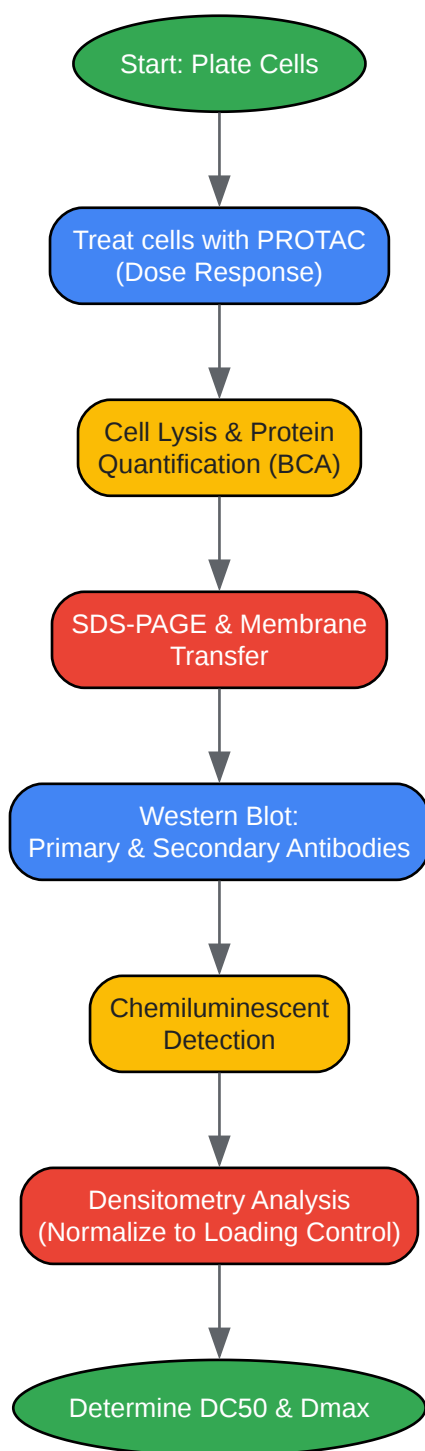 Start: Plate Cells
Treat cells with PROTAC
(Dose Response)
Cell Lysis & Protein
Quantification (BCA)
SDS-PAGE & Membrane
Transfer
Western Blot:
Primary & Secondary Antibodies
Chemiluminescent
Detection
Densitometry Analysis
(Normalize to Loading Control)
Determine DC50 & Dmax